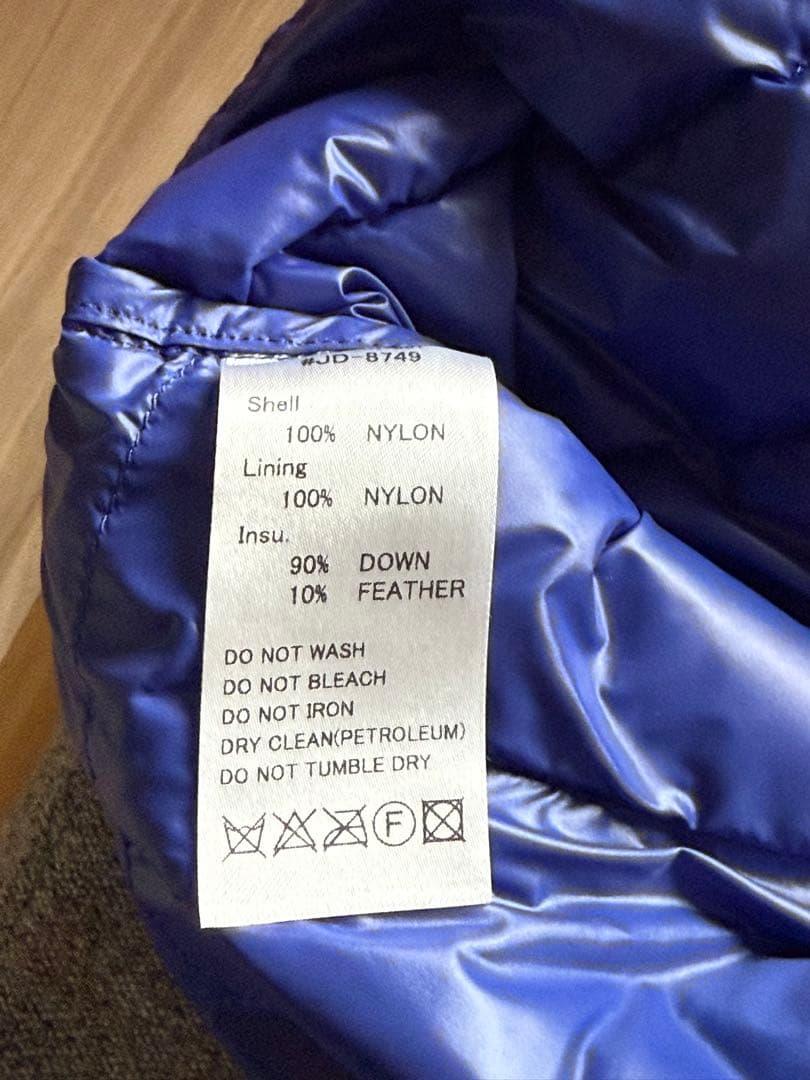 #JD-8749
Shell
100% NYLON
Lining
100% NYLON
Insu.
90% DOWN
10% FEATHER
DO NOT WASH
DO NOT BLEACH
DO NOT IRON
DRY CLEAN(PETROLEUM)
DO NOT TUMBLE DRY
F